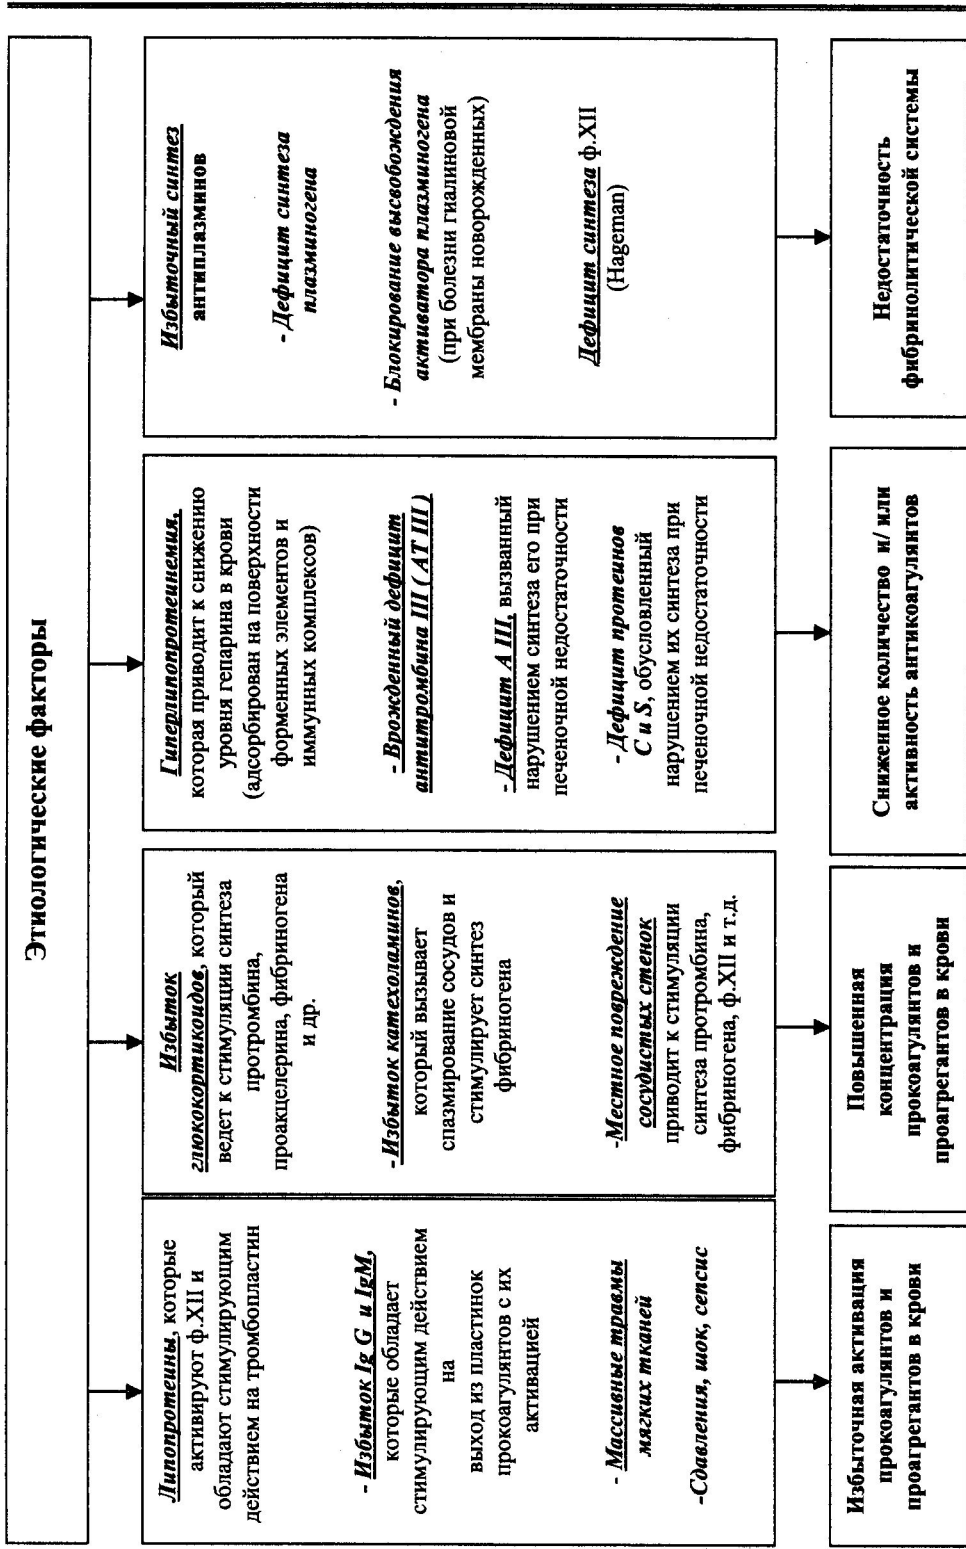 Этиологические факторы
Липопротеины, которые
активируют ф.XII и
обладают стимулирующим
действием на тромбопластин
- Избыток Ig G и IgM,
которые обладает
стимулирующим действием
на
выход из пластинок
прокоагулянтов с их
активацией
- Массивные травмы
мягких тканей
-Сдавления, шок, сепсис
Избыточная активация
прокоагулянтов и
проагрегантов в крови
Избыток
глюкокортикоидов, который
ведет к стимуляции синтеза
протромбина,
проакцелерина, фибриногена
и др.
-Избыток катехоламинов,
который вызывает
спазмирование сосудов и
стимулирует синтез
фибриногена
-Местное повреждение
сосудистых стенок
приводит к стимуляции
синтеза протромбина,
фибриногена, ф.XII и т.д.
Повышенная
концентрация
прокоагулянтов и
проагрегантов в крови
Гиперлипопротеинемия,
которая приводит к снижению
уровня гепарина в крови
(адсорбирован на поверхности
форменных элементов и
иммунных комплексов)
- Врожденный дефицит
антитромбина III ( АТ III )
- Дефицит А III, вызванный
нарушением синтеза его при
печеночной недостаточности
- Дефицит протеинов
С и S, обусловленный
нарушением их синтеза при
печеночной недостаточности
Сниженное количество и/ или
активность антикоагулянтов
Избыточный синтез
антиплазминов
- Дефицит синтеза
плазминогена
- Блокирование высвобождения
активатора плазминогена
(при болезни гиалиновой
мембраны новорожденных)
Дефицит синтеза ф.XII
(Hageman)
Недостаточность
фибринолитической системы